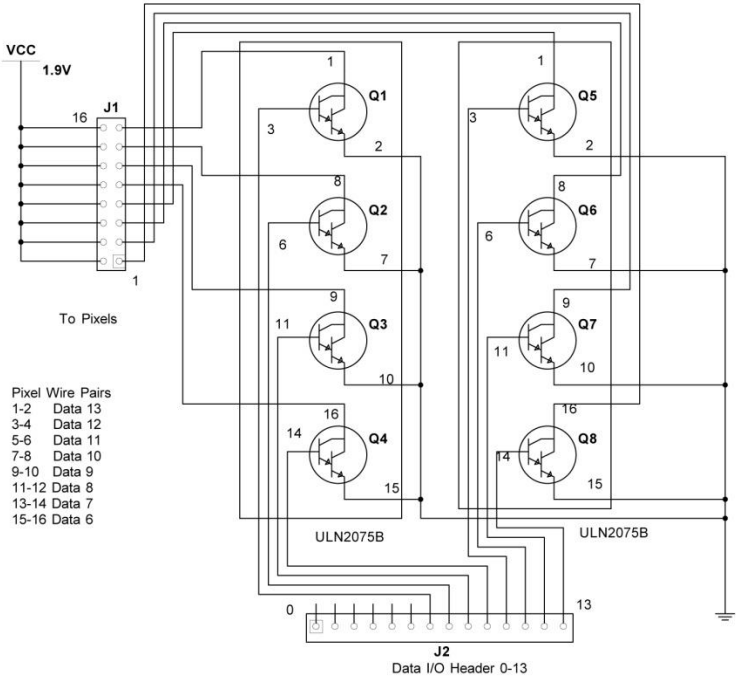 VCC
1.9V
J1
16
1
To Pixels
Pixel Wire Pairs
1-2 Data 13
3-4 Data 12
5-6 Data 11
7-8 Data 10
9-10 Data 9
11-12 Data 8
13-14 Data 7
15-16 Data 6
1
Q1
3
2
8
Q2
6
7
9
Q3
11
10
16
Q4
14
15
ULN2075B
1
Q5
3
2
8
Q6
6
7
9
Q7
11
10
16
Q8
14
15
ULN2075B
0
13
J2
Data I/O Header 0-13